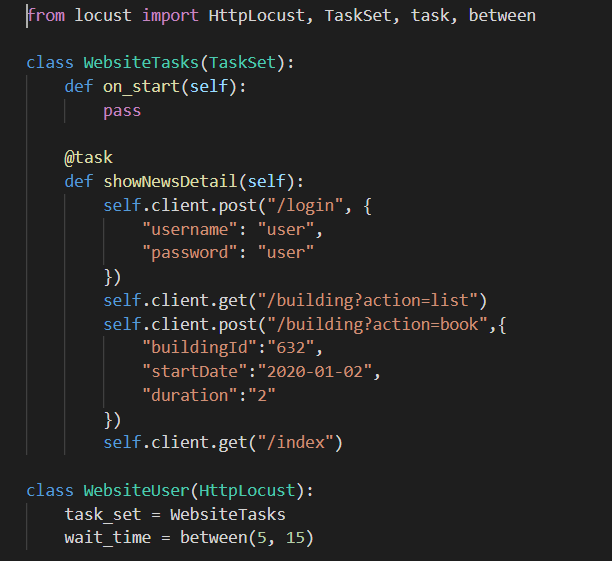 from locust import HttpLocust, TaskSet, task, between
class WebsiteTasks(TaskSet):
    def on_start(self):
        pass
    @task
    def showNewsDetail(self):
        self.client.post("/login", {
            "username": "user",
            "password": "user"
        })
        self.client.get("/building?action=list")
        self.client.post("/building?action=book",{
            "buildingId":"632",
            "startDate":"2020-01-02",
            "duration":"2"
        })
        self.client.get("/index")
class WebsiteUser(HttpLocust):
    task_set = WebsiteTasks
    wait_time = between(5, 15)